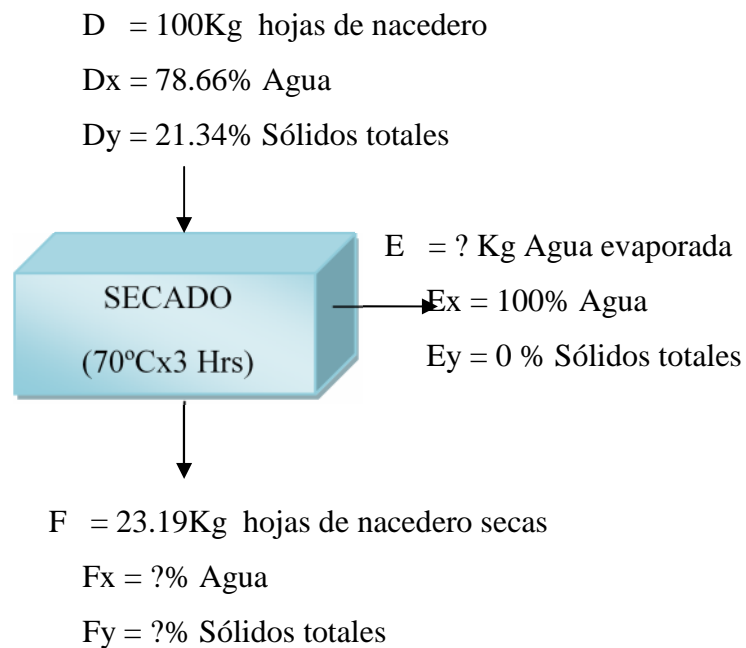 D = 100Kg hojas de nacedero
Dx = 78.66% Agua
Dy = 21.34% Sólidos totales
E = ? Kg Agua evaporada
Ex = 100% Agua
Ey = 0 % Sólidos totales
SECADO
(70ºCx3 Hrs)
F = 23.19Kg hojas de nacedero secas
Fx = ?% Agua
Fy = ?% Sólidos totales